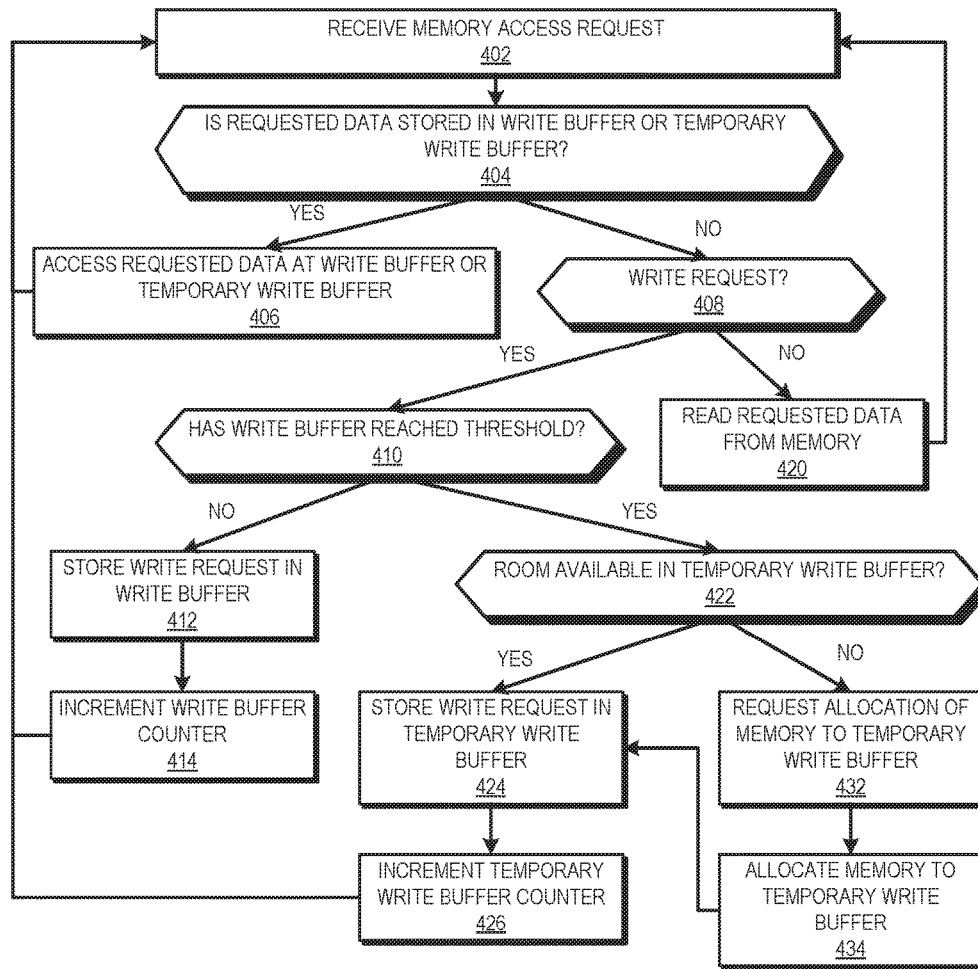 RECEIVE MEMORY ACCESS REQUEST
402
IS REQUESTED DATA STORED IN WRITE BUFFER OR TEMPORARY
WRITE BUFFER?
404
YES
NO
ACCESS REQUESTED DATA AT WRITE BUFFER OR
TEMPORARY WRITE BUFFER
406
WRITE REQUEST?
408
YES
NO
HAS WRITE BUFFER REACHED THRESHOLD?
410
READ REQUESTED DATA
FROM MEMORY
420
NO
YES
STORE WRITE REQUEST IN
WRITE BUFFER
412
ROOM AVAILABLE IN TEMPORARY WRITE BUFFER?
422
YES
NO
INCREMENT WRITE BUFFER
COUNTER
414
STORE WRITE REQUEST IN
TEMPORARY WRITE
BUFFER
424
REQUEST ALLOCATION OF
MEMORY TO TEMPORARY
WRITE BUFFER
432
INCREMENT TEMPORARY
WRITE BUFFER COUNTER
426
ALLOCATE MEMORY TO
TEMPORARY WRITE
BUFFER
434